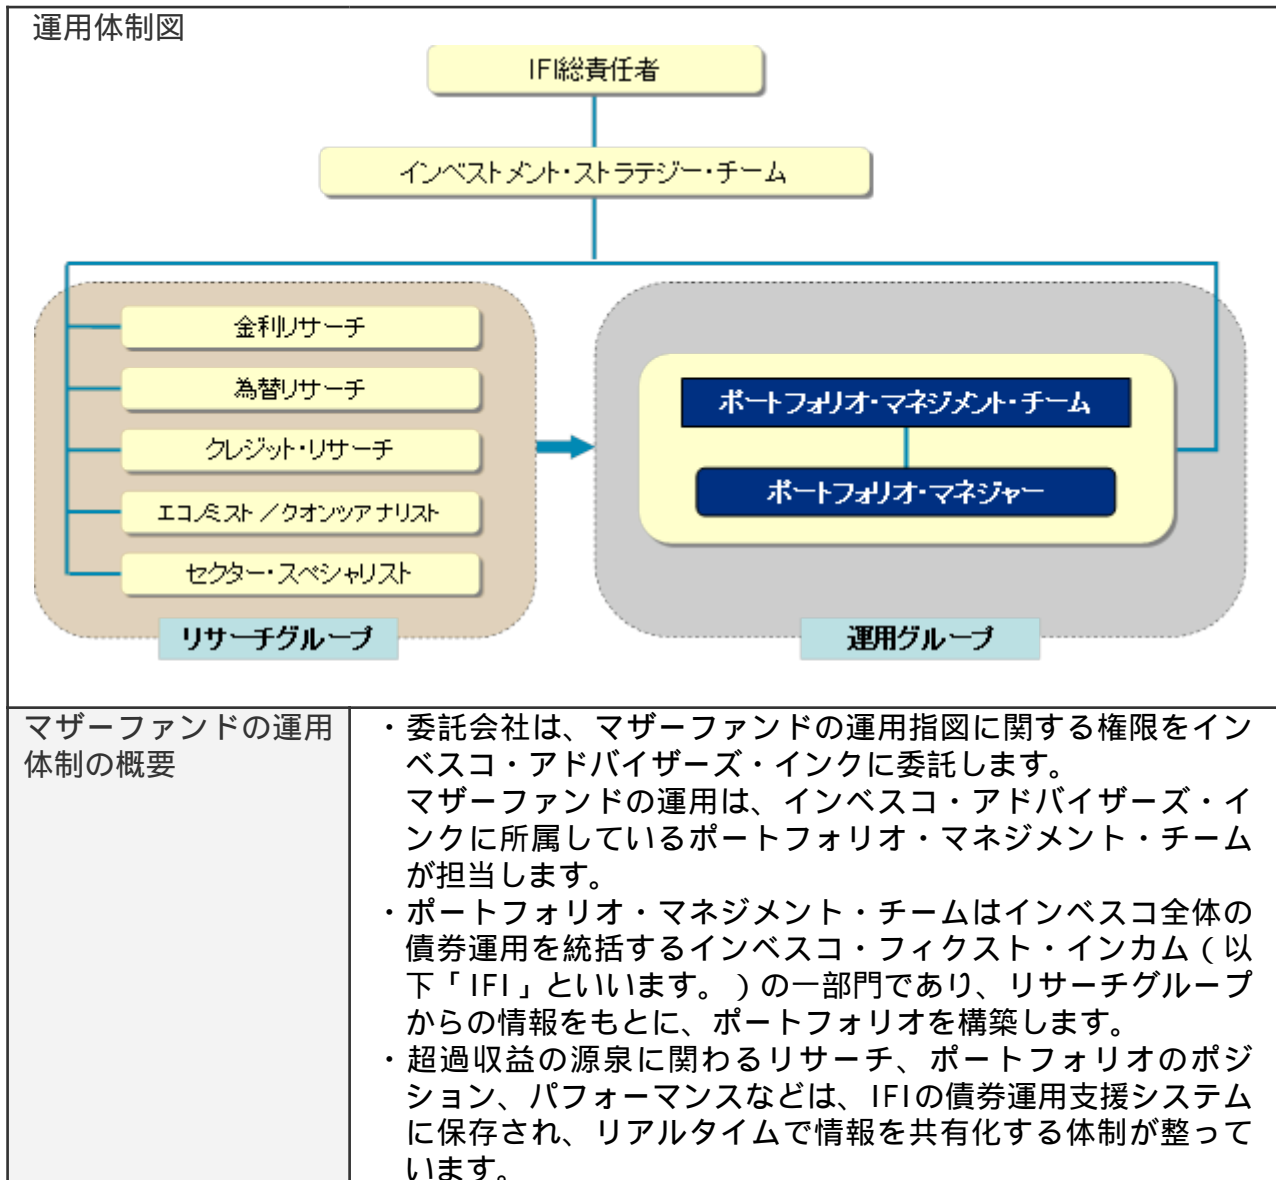 運用体制図
IFI総責任者
インベストメント・ストラテジー・チーム
金利リサーチ
為替リサーチ
クレジット・リサーチ
エコノミスト／クオンツアナリスト
セクター・スペシャリスト
リサーチグループ
ポートフォリオ・マネジメント・チーム
ポートフォリオ・マネジャー
運用グループ
マザーファンドの運用
体制の概要
・委託会社は、マザーファンドの運用指図に関する権限をイン
ベスコ・アドバイザーズ・インクに委託します。
マザーファンドの運用は、インベスコ・アドバイザーズ・イ
ンクに所属しているポートフォリオ・マネジメント・チーム
が担当します。
・ポートフォリオ・マネジメント・チームはインベスコ全体の
債券運用を統括するインベスコ・フィクスト・インカム（以
下「IFI」といいます。）の一部門であり、リサーチグループ
からの情報をもとに、ポートフォリオを構築します。
・超過収益の源泉に関わるリサーチ、ポートフォリオのポジ
ション、パフォーマンスなどは、IFIの債券運用支援システム
に保存され、リアルタイムで情報を共有化する体制が整って
います。